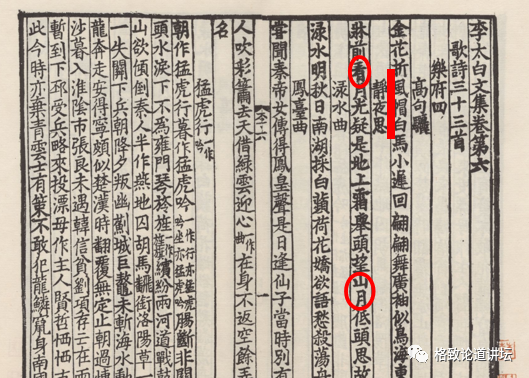 李太白文集卷第六
歌詩三十三首
樂府四
高句驪
金花折風帽白馬小遲回翩翩舞廣袖似鳥海東
靜夜思
牀前看月光疑是地上霜舉頭望山月低頭思故
淥水曲
淥水明秋日南湖採白蘋荷花嬌欲語愁殺蕩舟
鳳臺曲
嘗聞秦帝女傳得鳳皇聲是日逢仙子當時別有
人吹彩簫去天借綠雲迎心曲一作在身不返空餘弄
名
猛虎行
朝作猛虎行暮作猛虎吟腸斷非關
頭水淚下不爲雍門琴旌旗繽紛兩河道戰鼓
山欲傾倒秦人半作燕地囚胡馬翻銜洛陽草一
一失關下兵朝降夕叛幽薊城巨鼇未斬海水動
龍奔走安得寧頗似楚漢時翻覆無定止朝過博
涉暮入淮陰市張良未遇韓信貧劉項存亡在兩
暫到下邳受兵略來投漂母作主人賢哲栖栖古
此今時亦棄青雲士有策不敢犯龍鱗竄身南國
格致论道讲坛